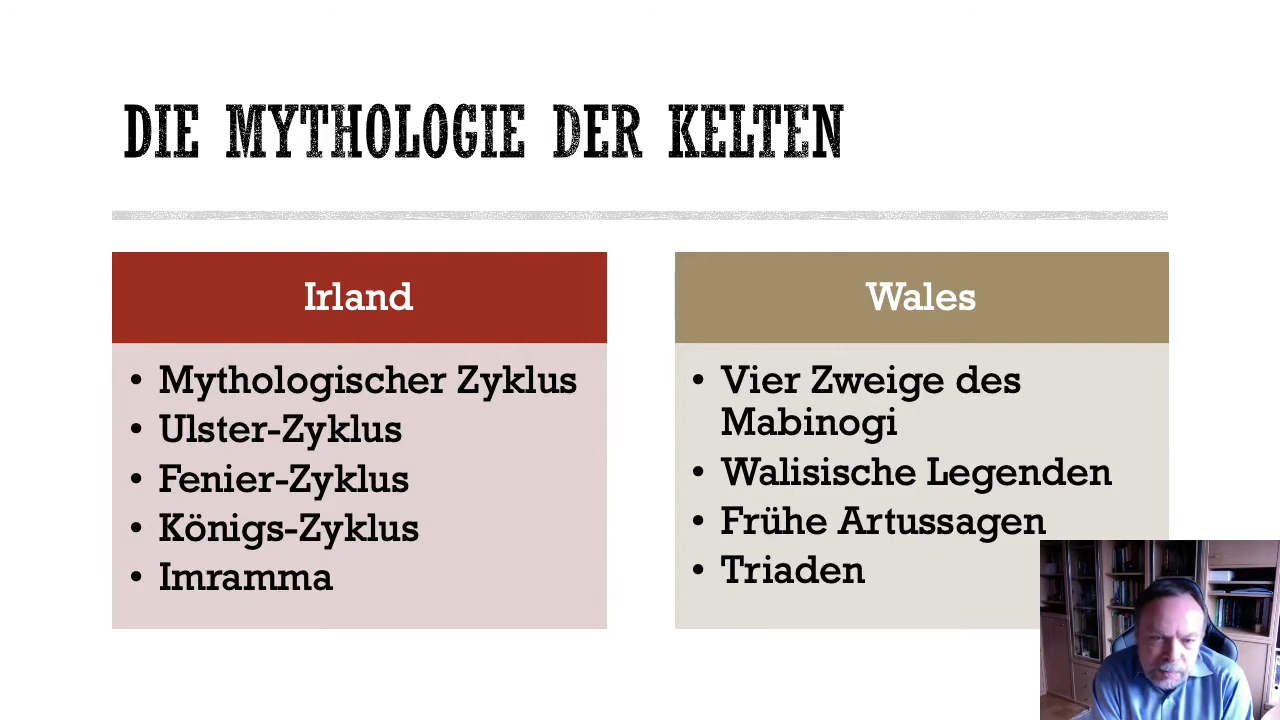 DIE MYTHOLOGIE DER KELTEN
Irland
• Mythologischer Zyklus
• Ulster-Zyklus
• Fenier-Zyklus
• Königs-Zyklus
• Imramma
Wales
• Vier Zweige des
Mabinogi
• Walisische Legenden
• Frühe Artussagen
• Triaden